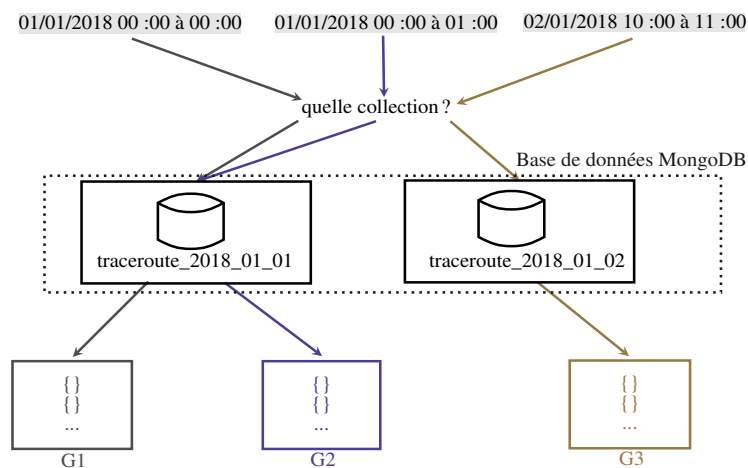 01/01/2018 00 :00 à 00 :00
01/01/2018 00 :00 à 01 :00
02/01/2018 10 :00 à 11 :00
quelle collection ?
Base de données MongoDB
traceroute_2018_01_01
traceroute_2018_01_02
{}
{}
...
{}
{}
...
{}
{}
...
G1
G2
G3